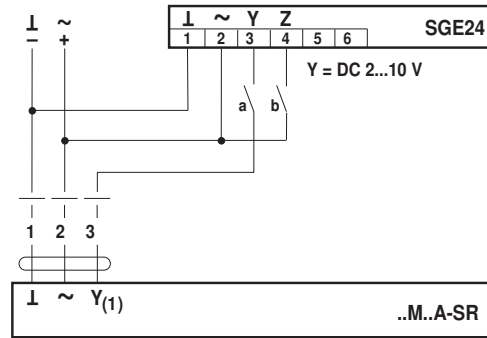 ⊥ ~
− +
⊥ ~ Y Z
1 2 3 4 5 6
SGE24
Y = DC 2...10 V
a b
1 2 3
⊥ ~ Y(1)
..M..A-SR